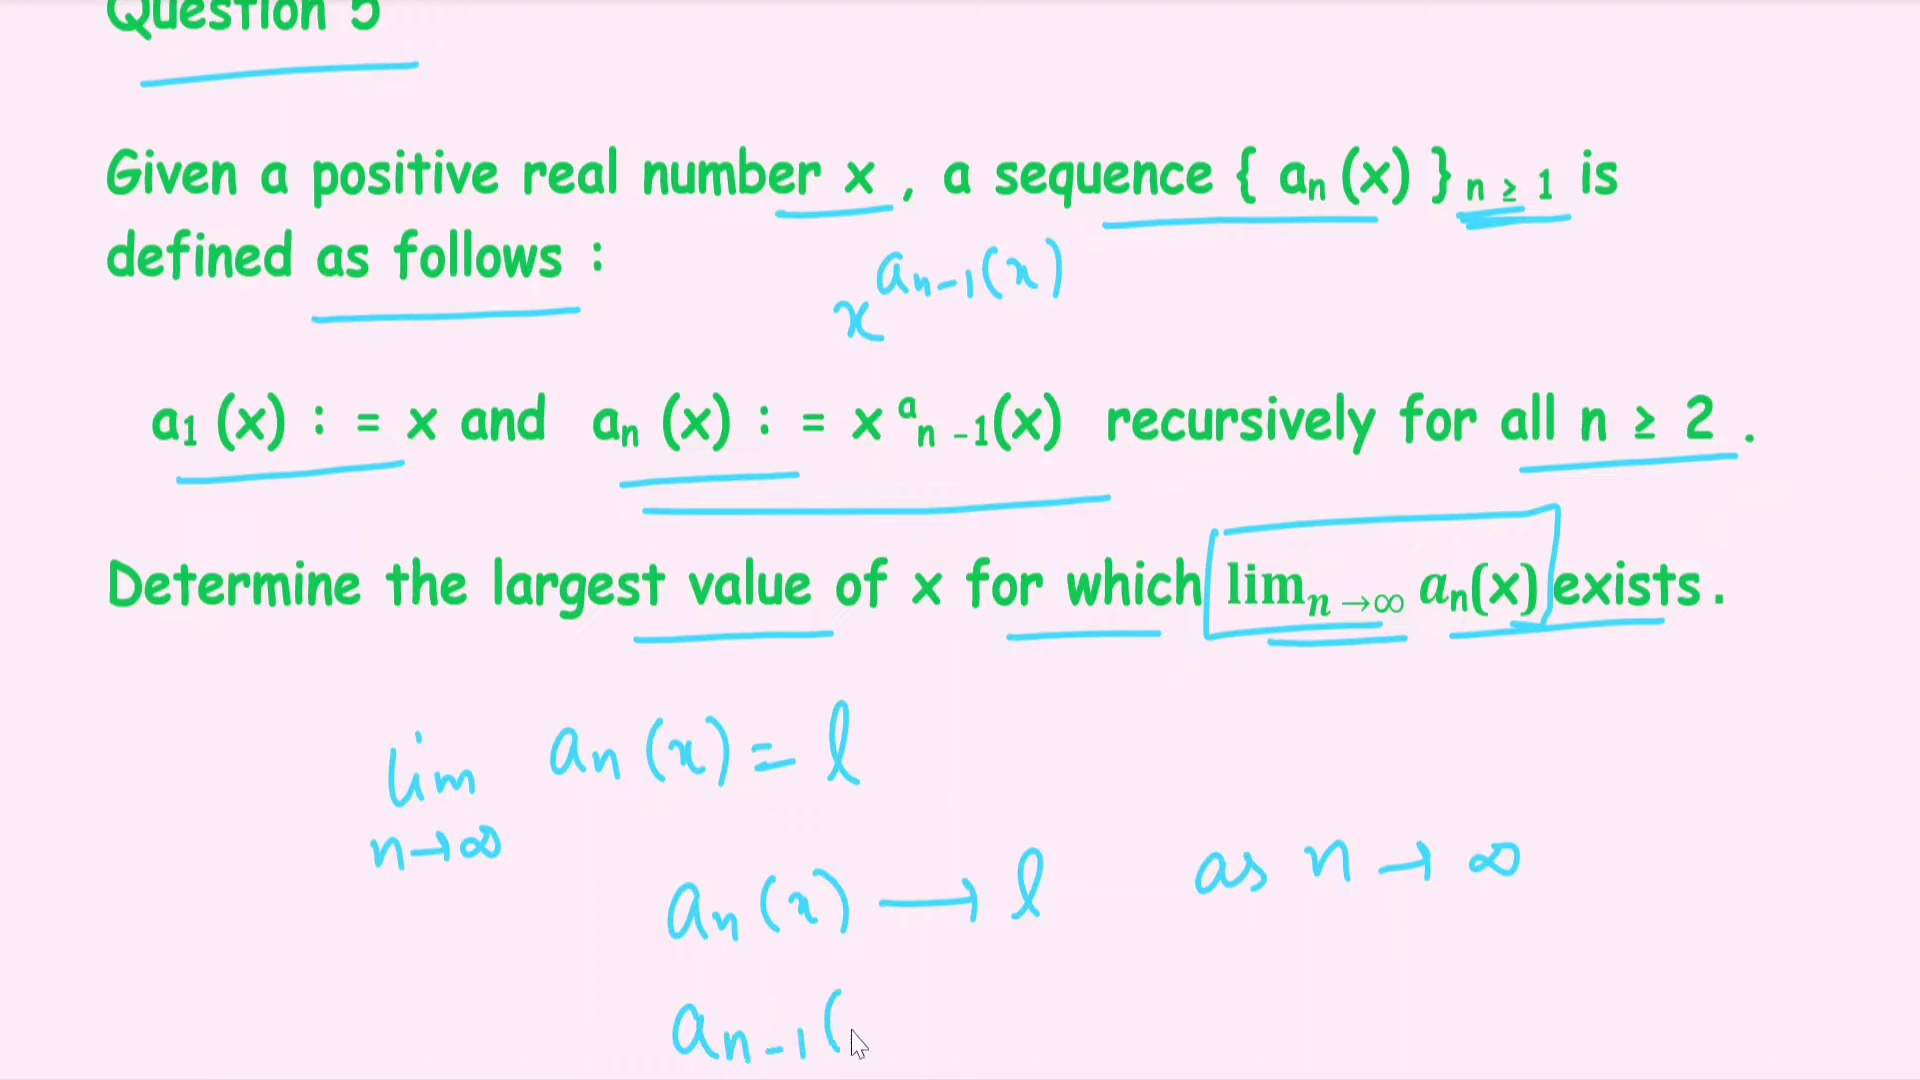 Question 5
Given a positive real number x , a sequence { aₙ (x) } ₙ ≥ ₁ is
defined as follows :
x^{a_{n-1}(x)}
a₁ (x) : = x and aₙ (x) : = x ᵃₙ ₋₁(x) recursively for all n ≥ 2 .
Determine the largest value of x for which limₙ →∞ aₙ(x) exists .
lim aₙ (x) = l
n→∞
aₙ (x) → l as n → ∞
aₙ₋₁ (